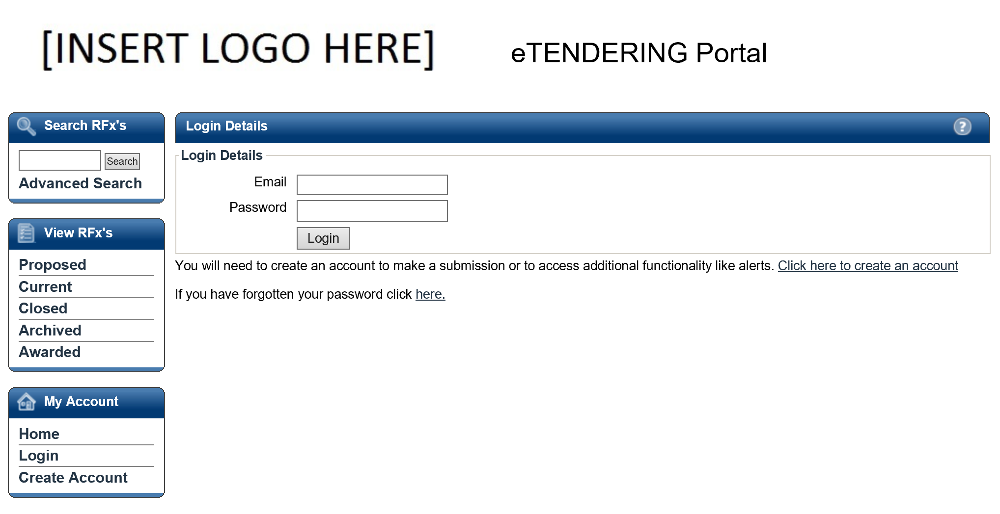 [INSERT LOGO HERE]
eTENDERING Portal
Search RFx's
Search
Advanced Search
View RFx's
Proposed
Current
Closed
Archived
Awarded
My Account
Home
Login
Create Account
Login Details
?
Login Details
Email
Password
Login
You will need to create an account to make a submission or to access additional functionality like alerts. Click here to create an account
If you have forgotten your password click here.